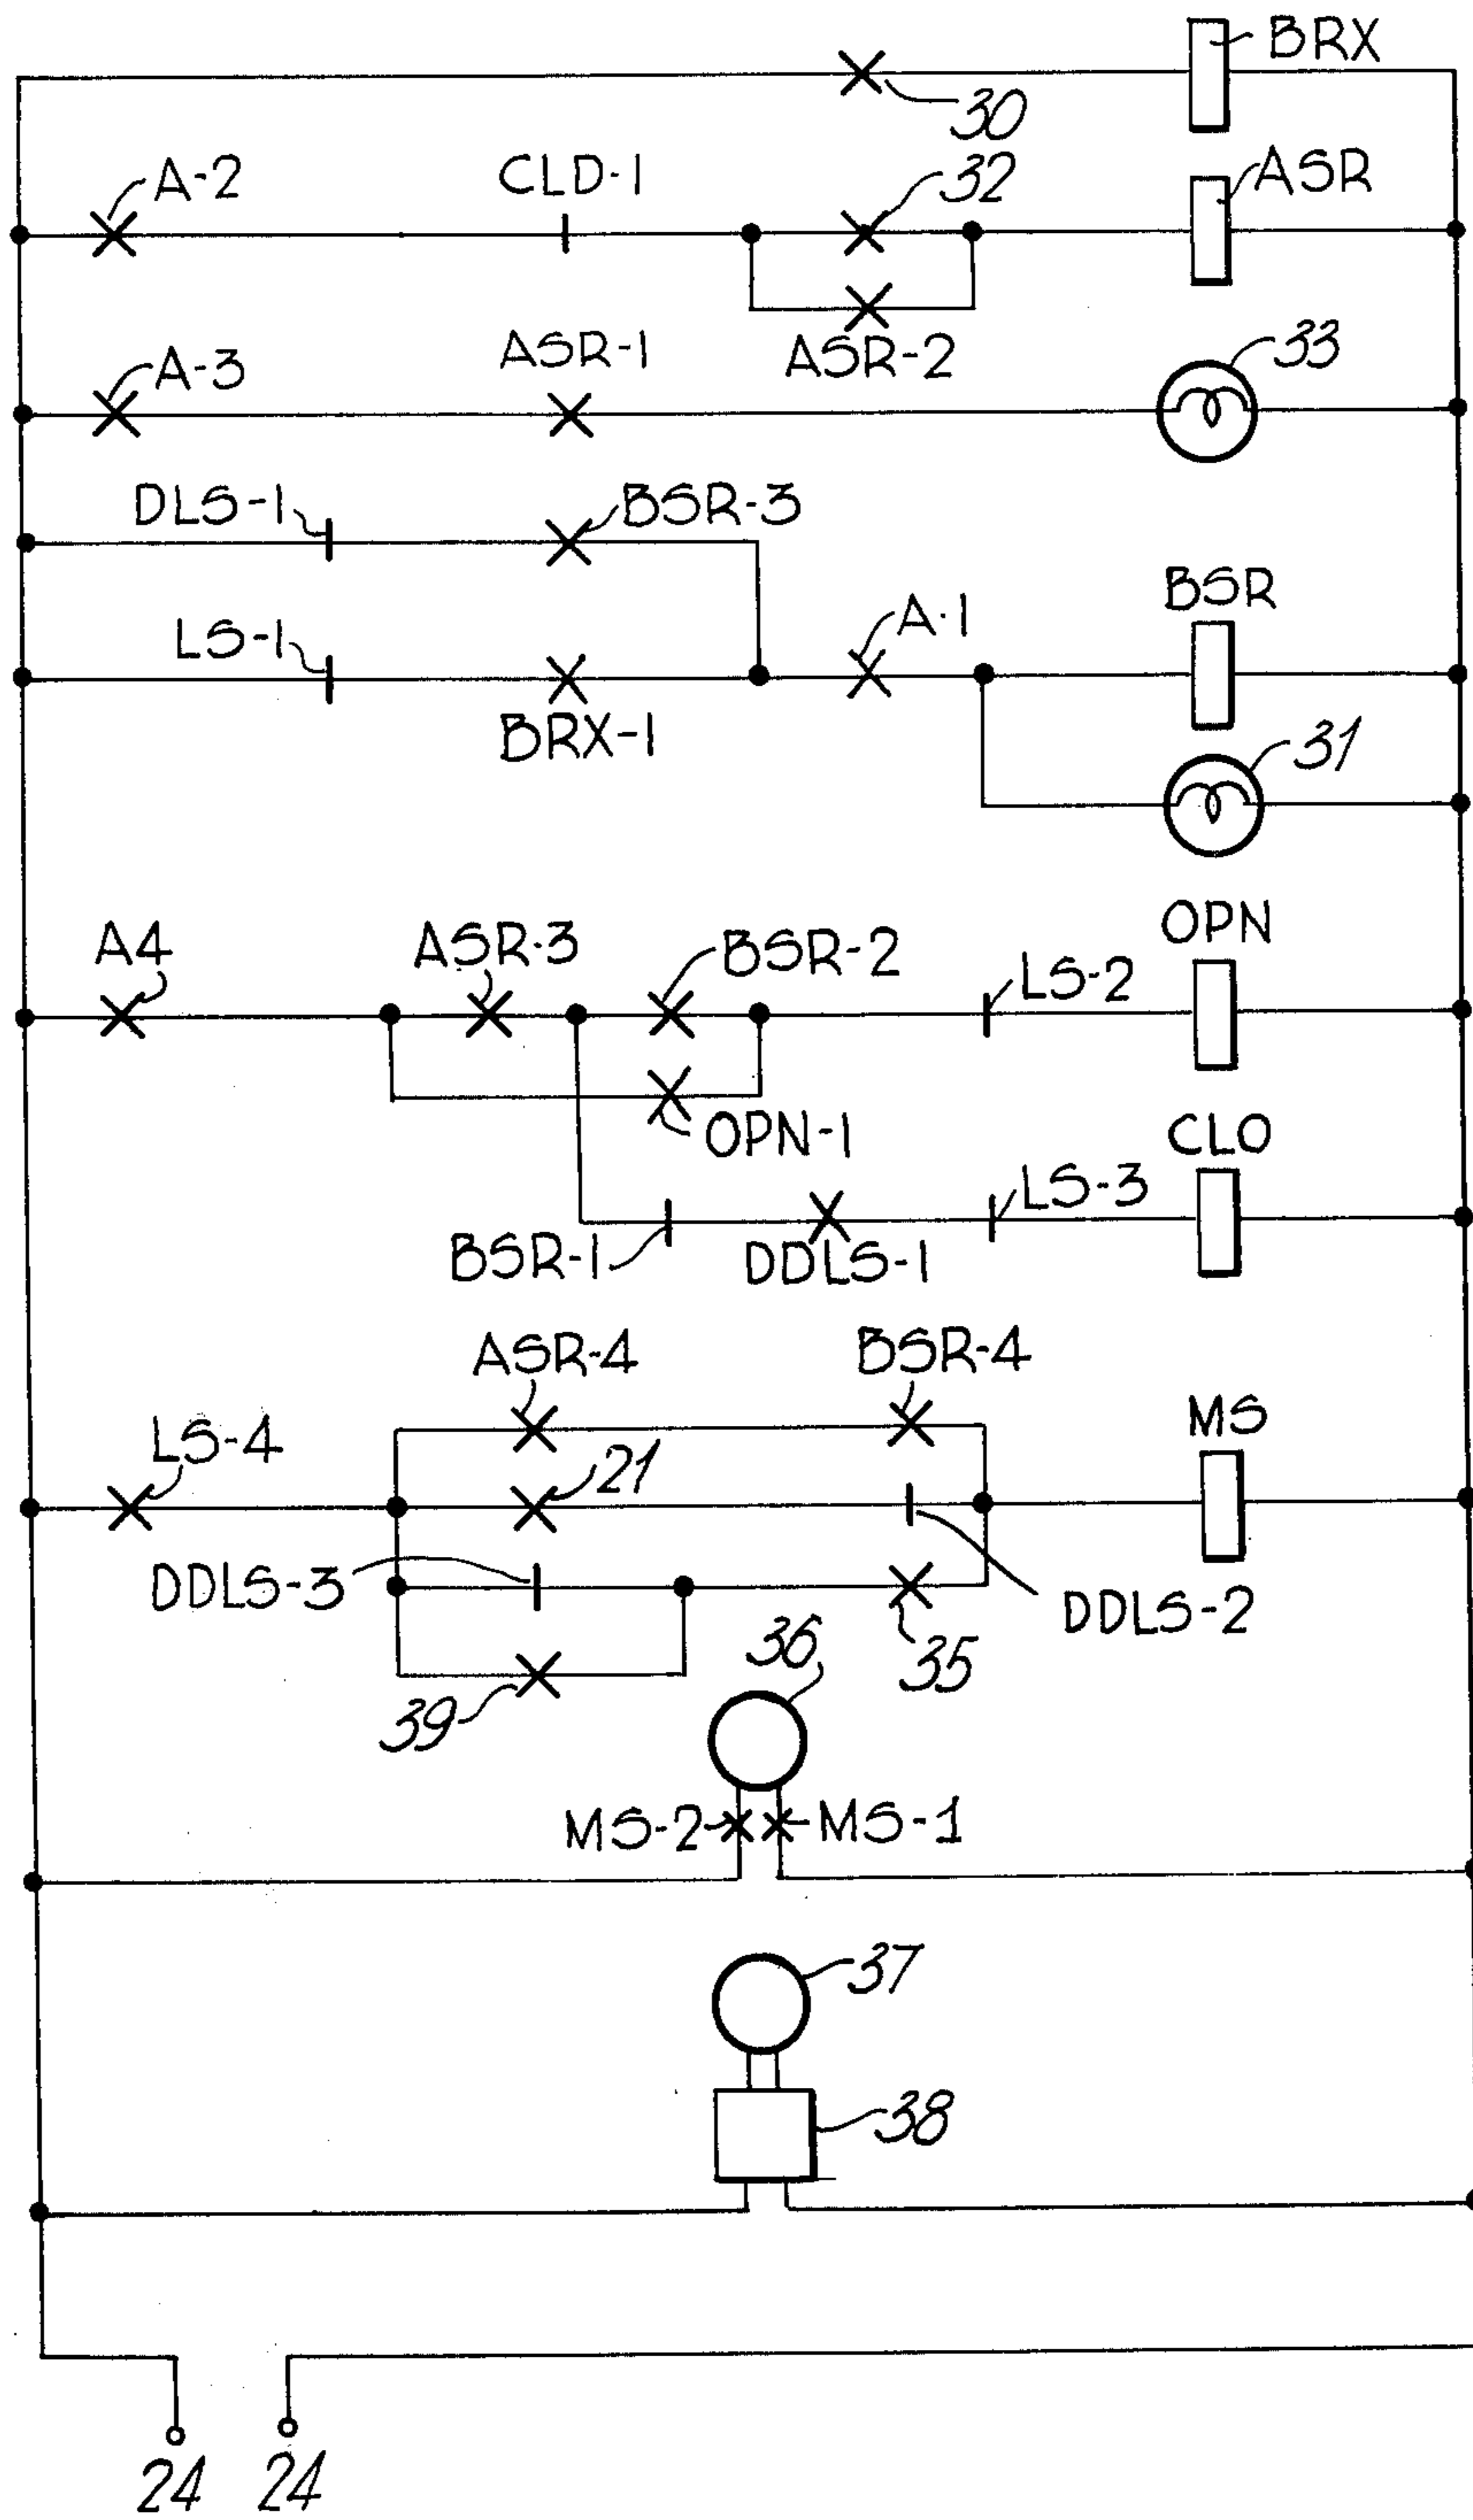 BRX
30
A-2
CLD-1
32
ASR
A-3
ASR-1
ASR-2
33
DLS-1
BSR-3
LS-1
BRX-1
A-1
BSR
31
A4
ASR-3
BSR-2
LS-2
OPN
OPN-1
CLO
BSR-1
DDLS-1
LS-3
ASR-4
BSR-4
MS
LS-4
21
DDLS-3
DDLS-2
35
39
36
MS-2
MS-1
37
38
24
24